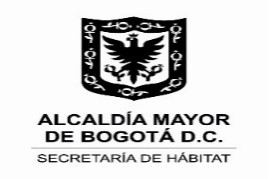 ALCALDÍA MAYOR
DE BOGOTÁ D.C.
SECRETARÍA DE HÁBITAT